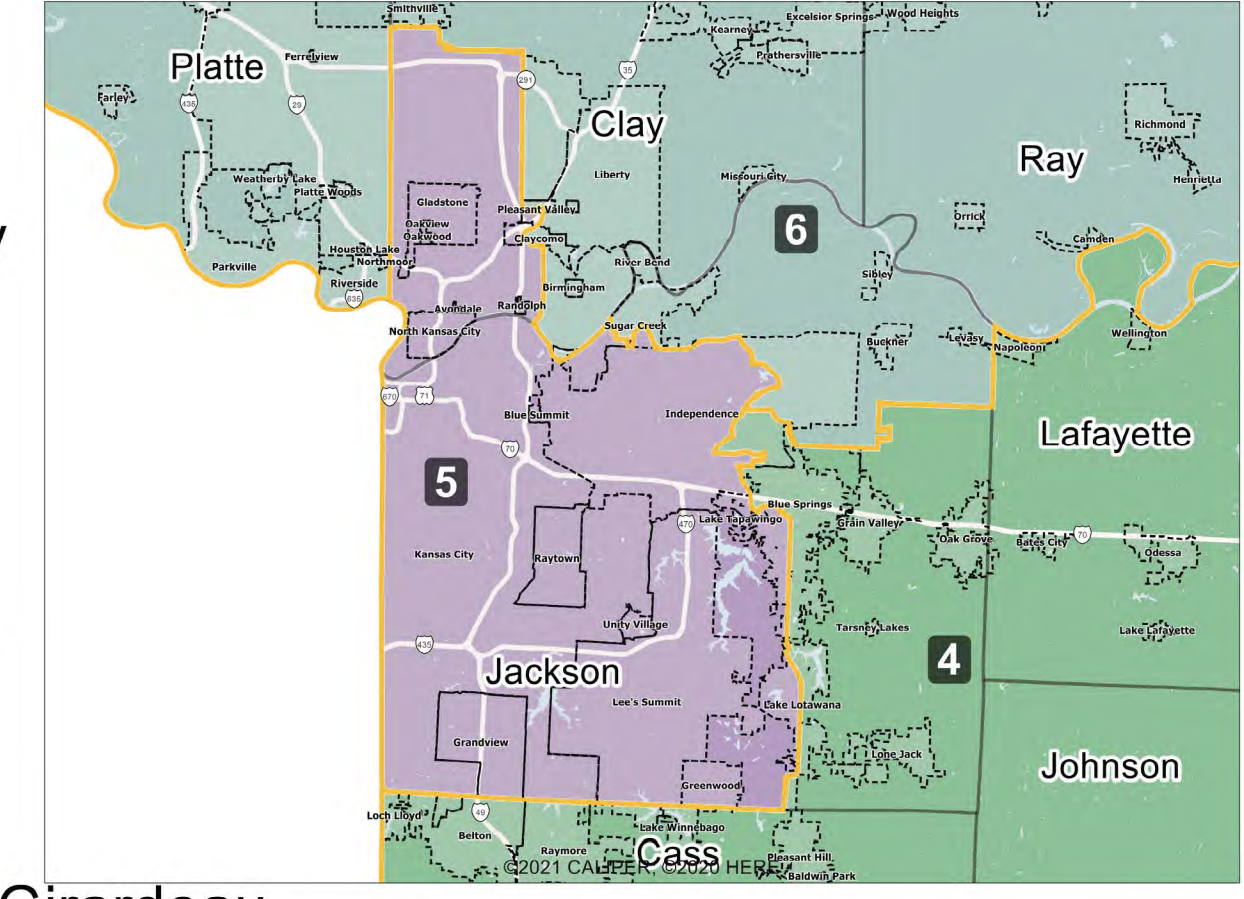 Smithville
Excelsior Springs
Wood Heights
Kearney
Prathersville
Ferrelview
Platte
291
35
Farley
435
29
Clay
Richmond
Ray
Liberty
Missouri City
Henrietta
Weatherby Lake
Platte Woods
Gladstone
Pleasant Valley
Orrick
Oakview
Oakwood
Claycomo
6
Camden
Houston Lake
Northmoor
River Bend
Parkville
Sibley
Riverside
Birmingham
635
Avondale
Randolph
North Kansas City
Sugar Creek
Buckner
Levasy
Napoleon
Wellington
670
71
Blue Summit
Independence
Lafayette
70
5
Blue Springs
Lake Tapawingo
470
Grain Valley
Oak Grove
Bates City
70
Odessa
Kansas City
Raytown
Unity Village
Tarsney Lakes
Lake Lafayette
435
4
Jackson
Lee's Summit
Lake Lotawana
Grandview
Lone Jack
Johnson
Greenwood
Loch Lloyd
49
Belton
Lake Winnebago
Raymore
Cass
Pleasant Hill
©2021 CALIPER; ©2020 HERE
Baldwin Park
Girardeau